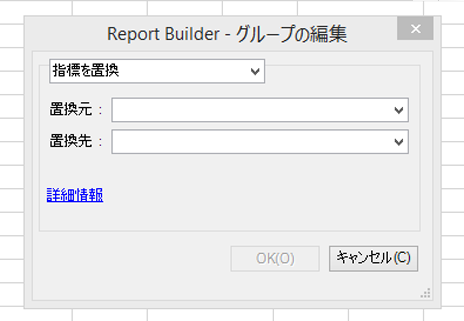 Report Builder - グループの編集
指標を置換
置換元 :
置換先 :
詳細情報
OK(O)
キャンセル(C)